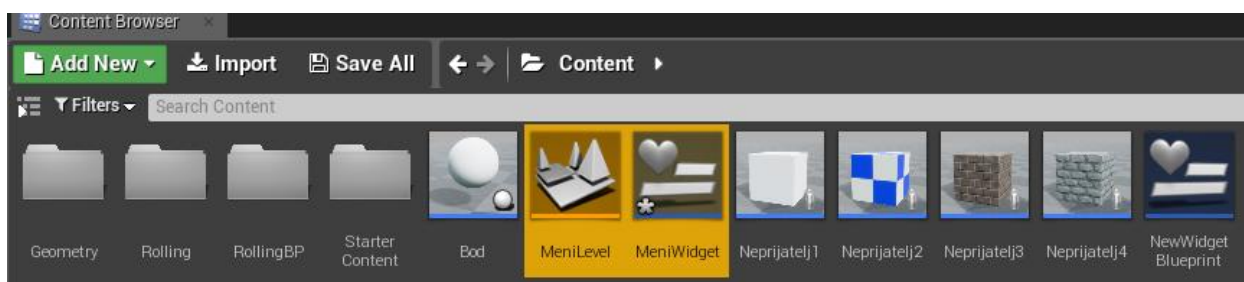 Content Browser
Add New Import Save All Content
Filters Search Content
Geometry Rolling RollingBP Starter Content Bod MeniLevel MeniWidget Neprijatelj1 Neprijatelj2 Neprijatelj3 Neprijatelj4 NewWidget Blueprint